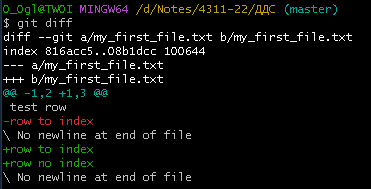 O_Ogl@TWOI MINGW64 /d/Notes/4311-22/ДДС (master)
$ git diff
diff --git a/my_first_file.txt b/my_first_file.txt
index 816acc5..08b1dcc 100644
--- a/my_first_file.txt
+++ b/my_first_file.txt
@@ -1,2 +1,3 @@
 test row
-row to index
\ No newline at end of file
+row to index
+row no index
\ No newline at end of file